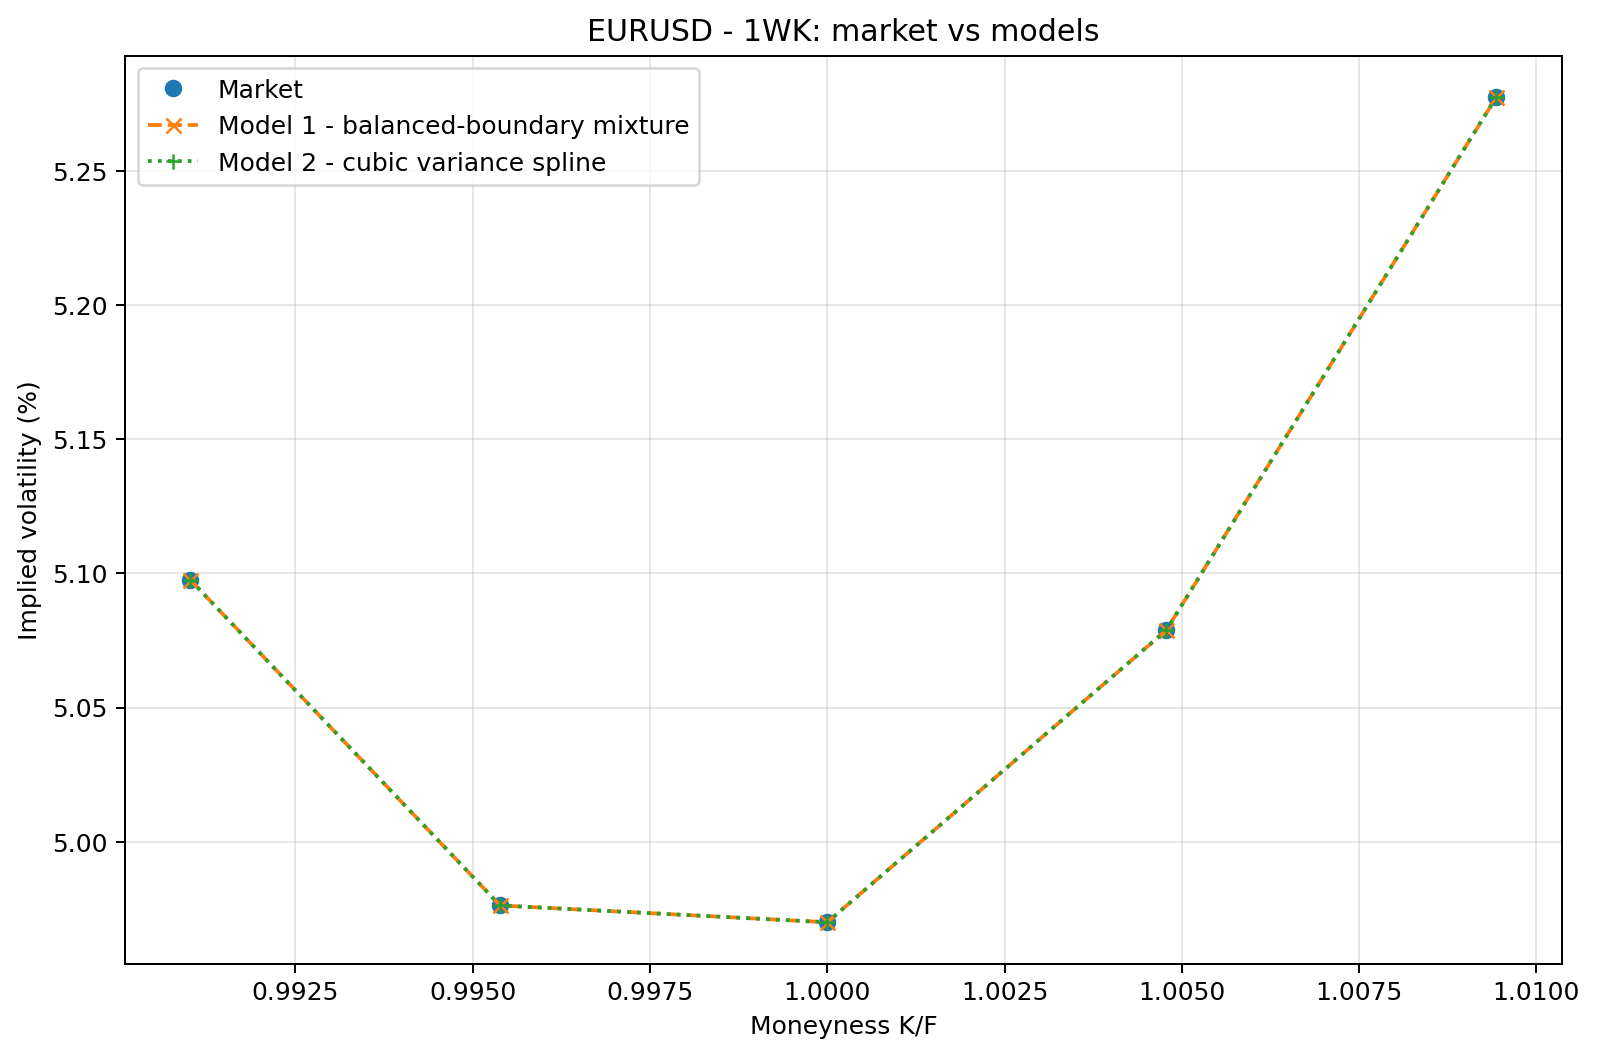 EURUSD - 1WK: market vs models
Market
Model 1 - balanced-boundary mixture
Model 2 - cubic variance spline
Implied volatility (%)
5.25
5.20
5.15
5.10
5.05
5.00
0.9925 0.9950 0.9975 1.0000 1.0025 1.0050 1.0075 1.0100
Moneyness K/F